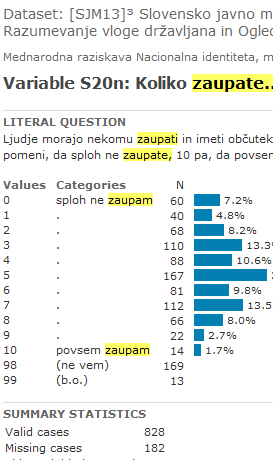 Dataset: [SJM13]³ Slovensko javno m
Razumevanje vloge državljana in Ogled
Mednarodna raziskava Nacionalna identiteta, m
Variable S20n: Koliko zaupate..
LITERAL QUESTION
Ljudje morajo nekomu zaupati in imeti občutek
pomeni, da sploh ne zaupate, 10 pa, da povsem
Values Categories N
0 sploh ne zaupam 60 7.2%
1 . 40 4.8%
2 . 68 8.2%
3 . 110 13.3%
4 . 88 10.6%
5 . 167 2
6 . 81 9.8%
7 . 112 13.5%
8 . 66 8.0%
9 . 22 2.7%
10 povsem zaupam 14 1.7%
98 (ne vem) 169
99 (b.o.) 13
SUMMARY STATISTICS
Valid cases 828
Missing cases 182